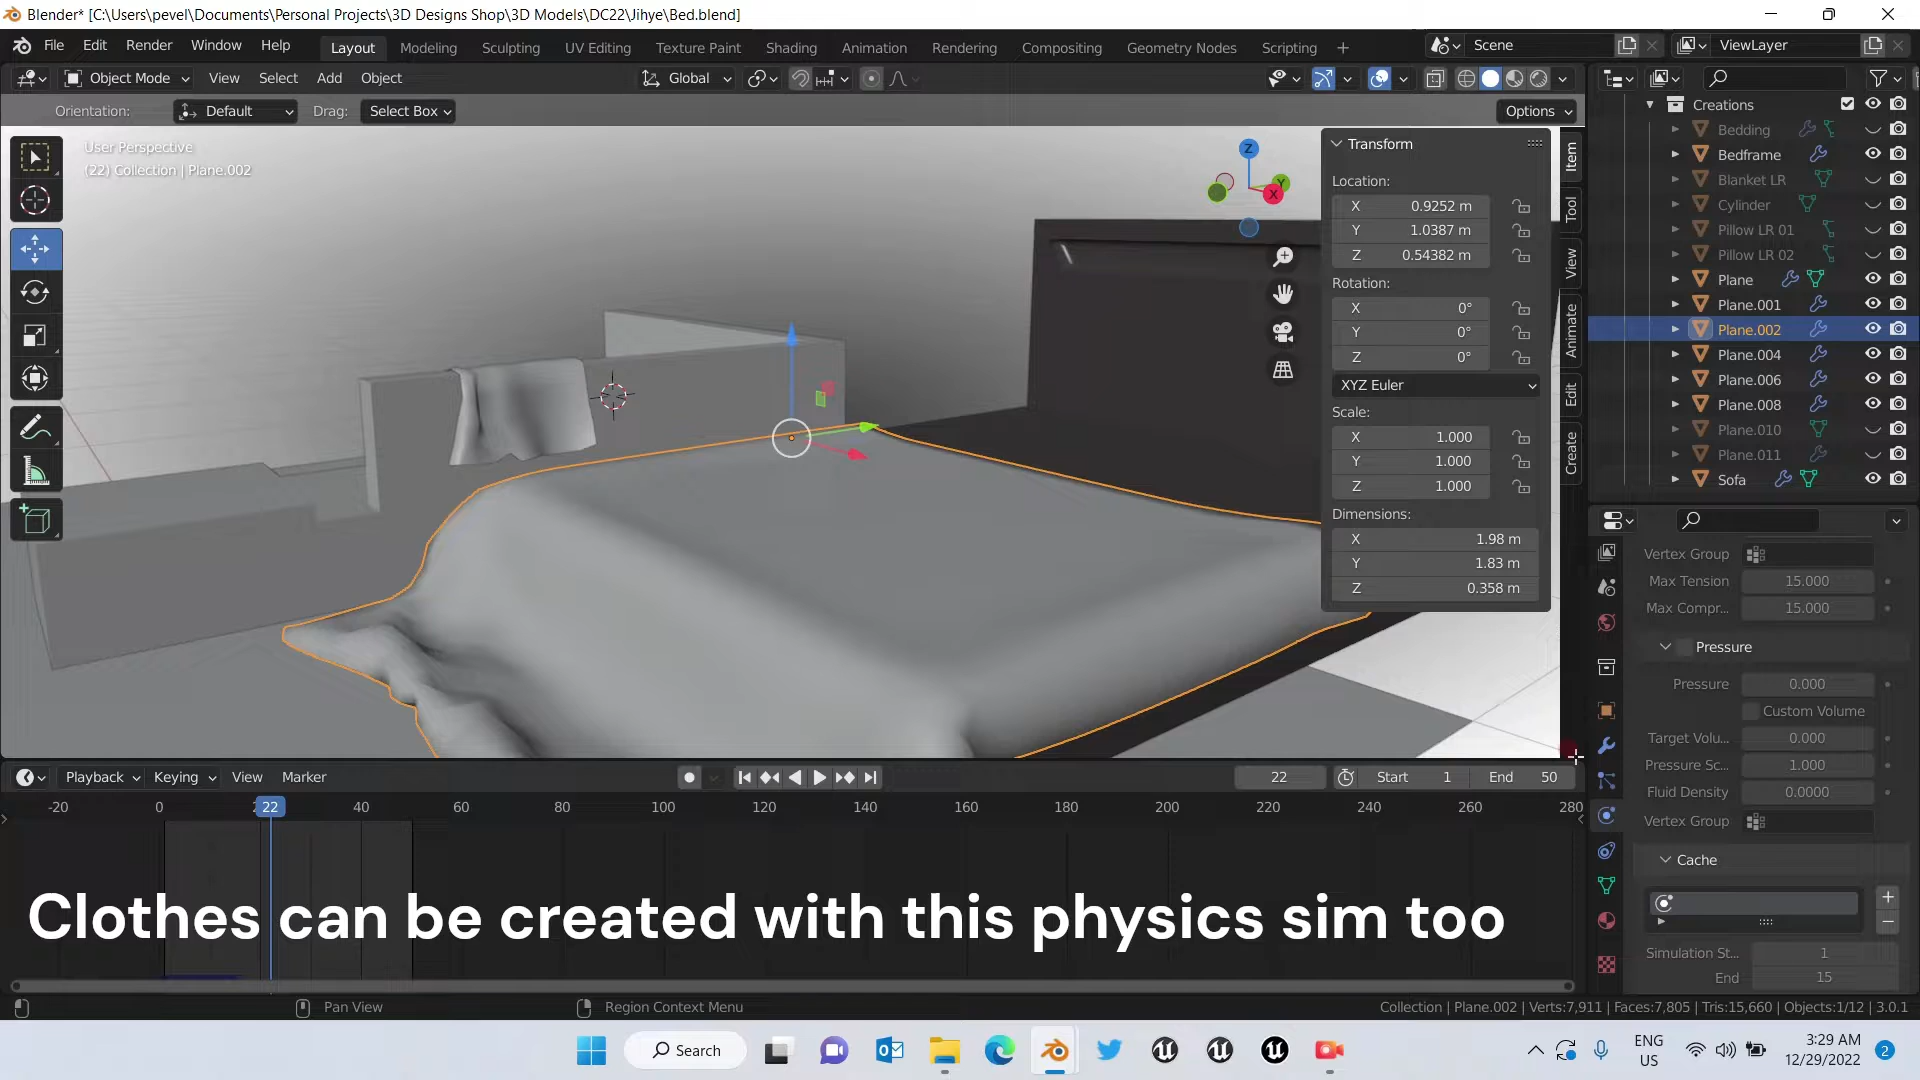 Blender* [C:\Users\pevel\Documents\Personal Projects\3D Designs Shop\3D Models\DC22\Jihye\Bed.blend]
File Edit Render Window Help
Layout Modeling Sculpting UV Editing Texture Paint Shading Animation Rendering Compositing Geometry Nodes Scripting
Scene
ViewLayer
Object Mode View Select Add Object
Global
Orientation: Default Drag: Select Box
Options
User Perspective
(22) Collection | Plane.002
Z
Y
X
Transform
Location:
X 0.9252 m
Y 1.0387 m
Z 0.54382 m
Rotation:
X 0°
Y 0°
Z 0°
XYZ Euler
Scale:
X 1.000
Y 1.000
Z 1.000
Dimensions:
X 1.98 m
Y 1.83 m
Z 0.358 m
Item
Tool
View
Animate
Edit
Create
Creations
Bedding
Bedframe
Blanket LR
Cylinder
Pillow LR 01
Pillow LR 02
Plane
Plane.001
Plane.002
Plane.004
Plane.006
Plane.008
Plane.010
Plane.011
Sofa
Vertex Group
Max Tension 15.000
Max Compr... 15.000
Pressure
Pressure 0.000
Custom Volume
Target Volu... 0.000
Pressure Sc... 1.000
Fluid Density 0.0000
Vertex Group
Cache
Simulation St... 1
End 15
Playback Keying View Marker
22
Start 1 End 50
-20 0 22 40 60 80 100 120 140 160 180 200 220 240 260 280
Clothes can be created with this physics sim too
Pan View
Region Context Menu
Collection | Plane.002 | Verts:7,911 | Faces:7,805 | Tris:15,660 | Objects:1/12 | 3.0.1
Search
ENG
US
3:29 AM
12/29/2022
2